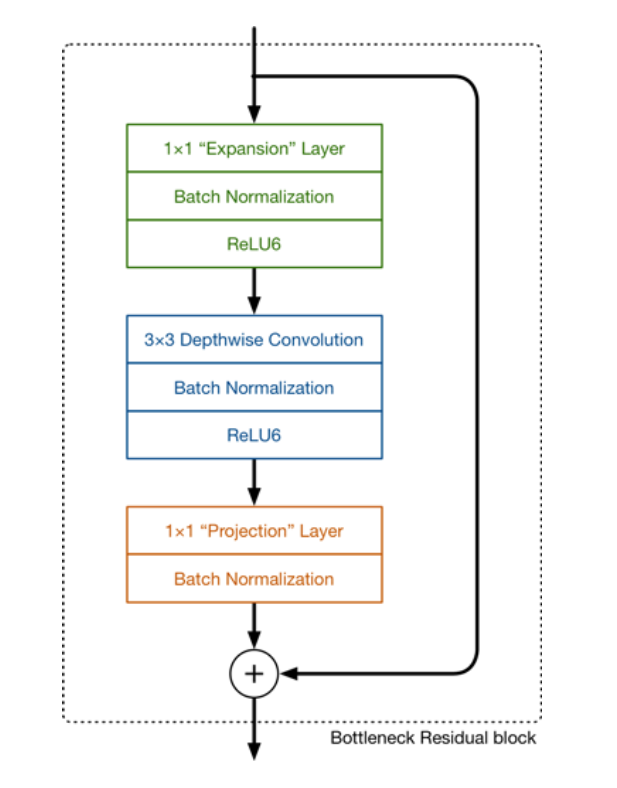 1×1 “Expansion” Layer
Batch Normalization
ReLU6
3×3 Depthwise Convolution
Batch Normalization
ReLU6
1×1 “Projection” Layer
Batch Normalization
+
Bottleneck Residual block